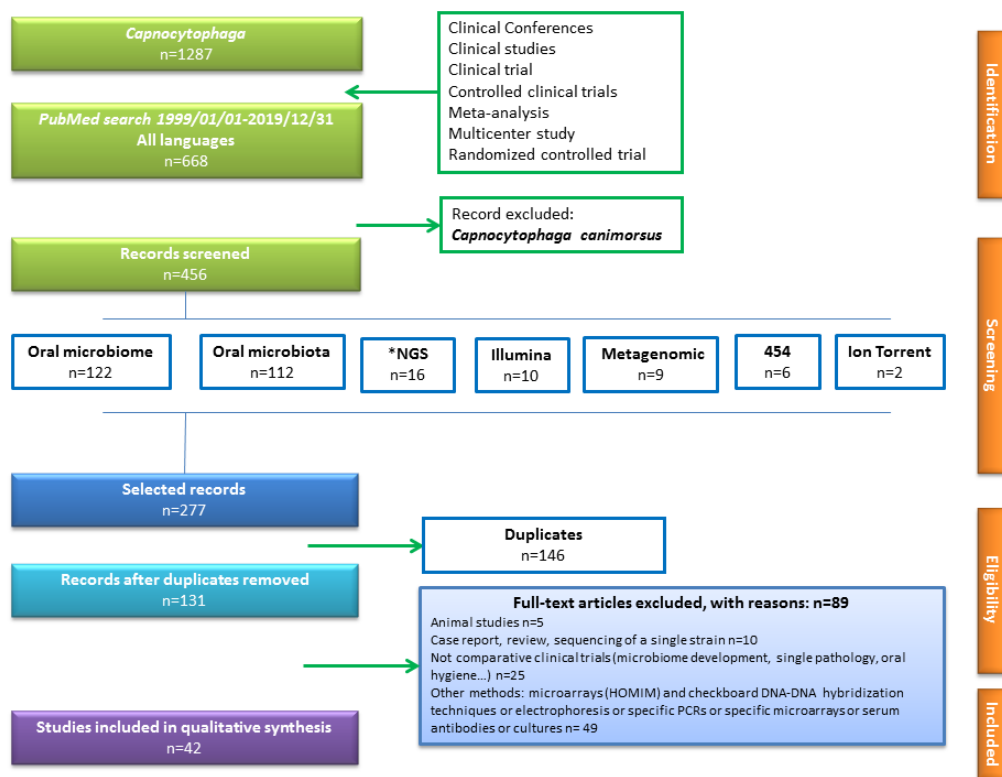 Capnocytophaga
n=1287
Clinical Conferences
Clinical studies
Clinical trial
Controlled clinical trials
Meta-analysis
Multicenter study
Randomized controlled trial
PubMed search 1999/01/01-2019/12/31
All languages
n=668
Identification
Record excluded:
Capnocytophaga canimorsus
Records screened
n=456
Oral microbiome
n=122
Oral microbiota
n=112
*NGS
n=16
Illumina
n=10
Metagenomic
n=9
454
n=6
Ion Torrent
n=2
Screening
Selected records
n=277
Duplicates
n=146
Records after duplicates removed
n=131
Eligibility
Full-text articles excluded, with reasons: n=89
Animal studies n=5
Case report, review, sequencing of a single strain n=10
Not comparative clinical trials (microbiome development, single pathology, oral
hygiene...) n=25
Other methods: microarrays (HOMIM) and checkboard DNA-DNA hybridization
techniques or electrophoresis or specific PCRs or specific microarrays or serum
antibodies or cultures n= 49
Studies included in qualitative synthesis
n=42
Included